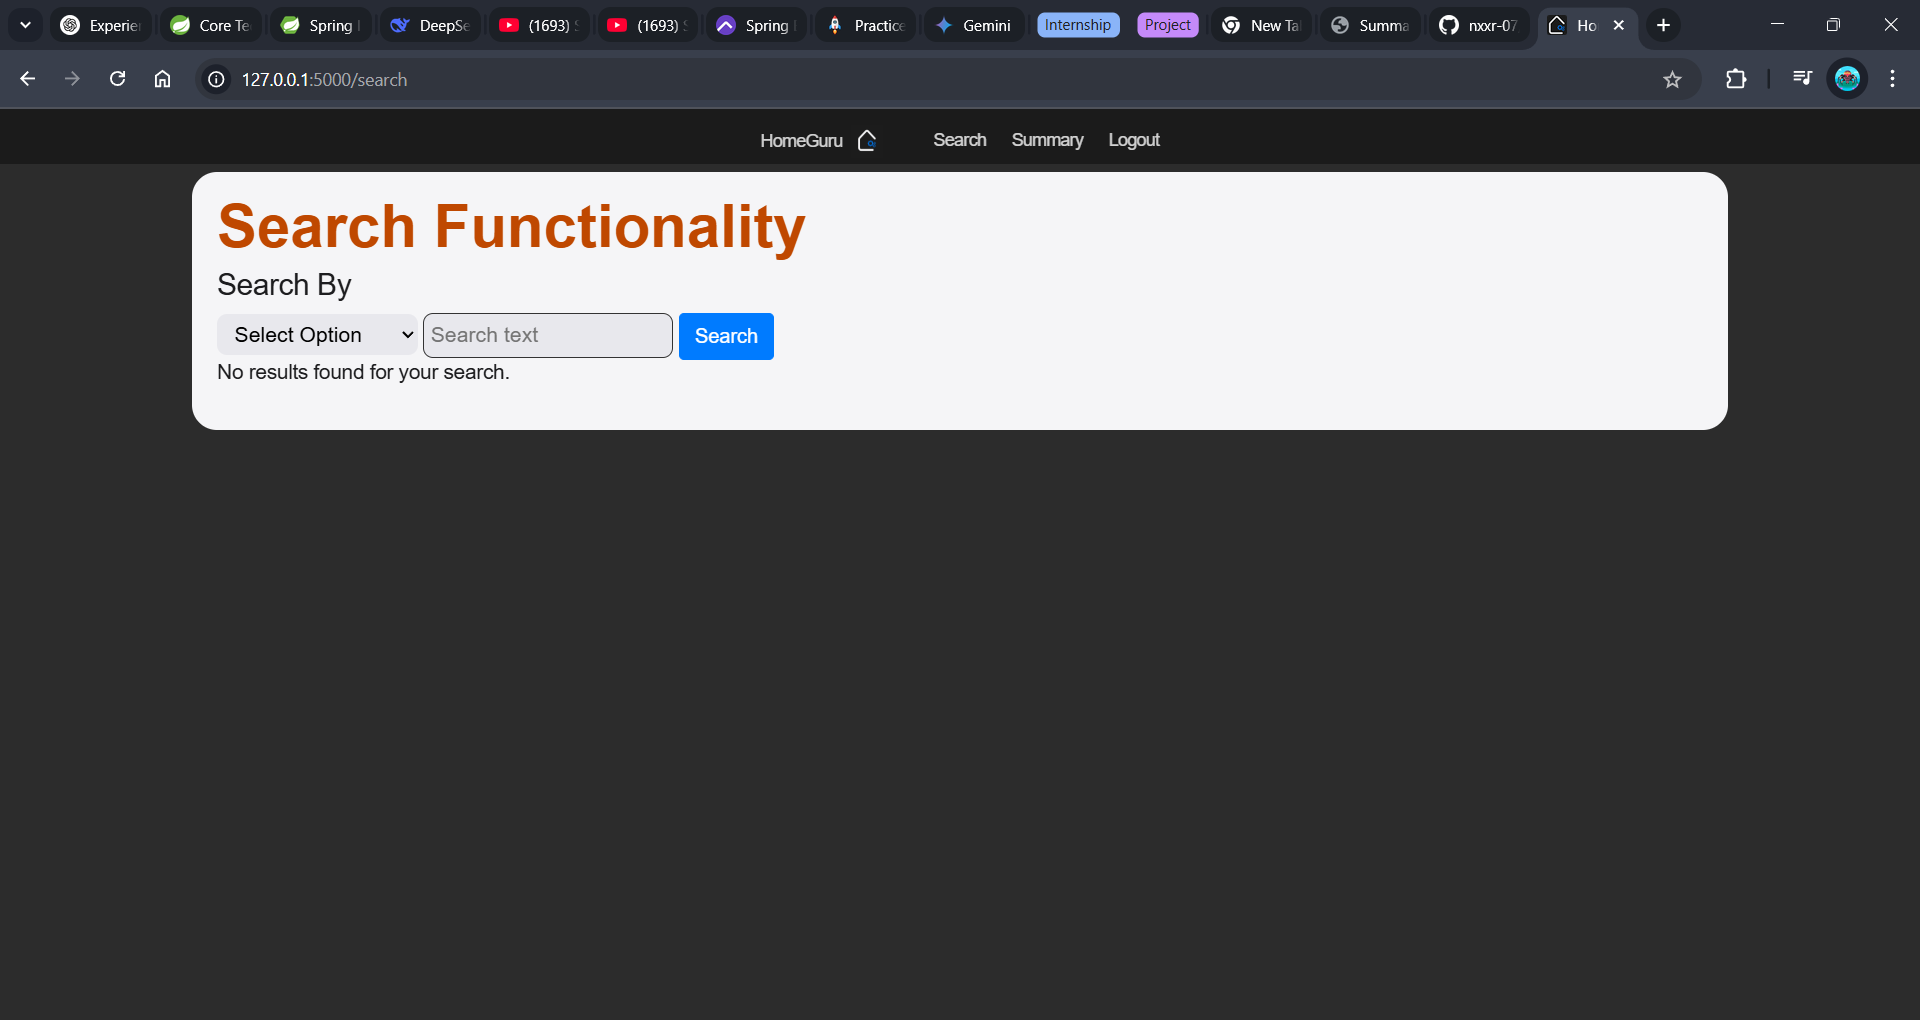 Experie
Core Te
Spring
DeepSe
(1693)
(1693)
Spring
Practice
Gemini
Internship
Project
New Ta
Summa
nxxr-07
Ho
127.0.0.1:5000/search
HomeGuru
Search
Summary
Logout
Search Functionality
Search By
Select Option
Search text
Search
No results found for your search.